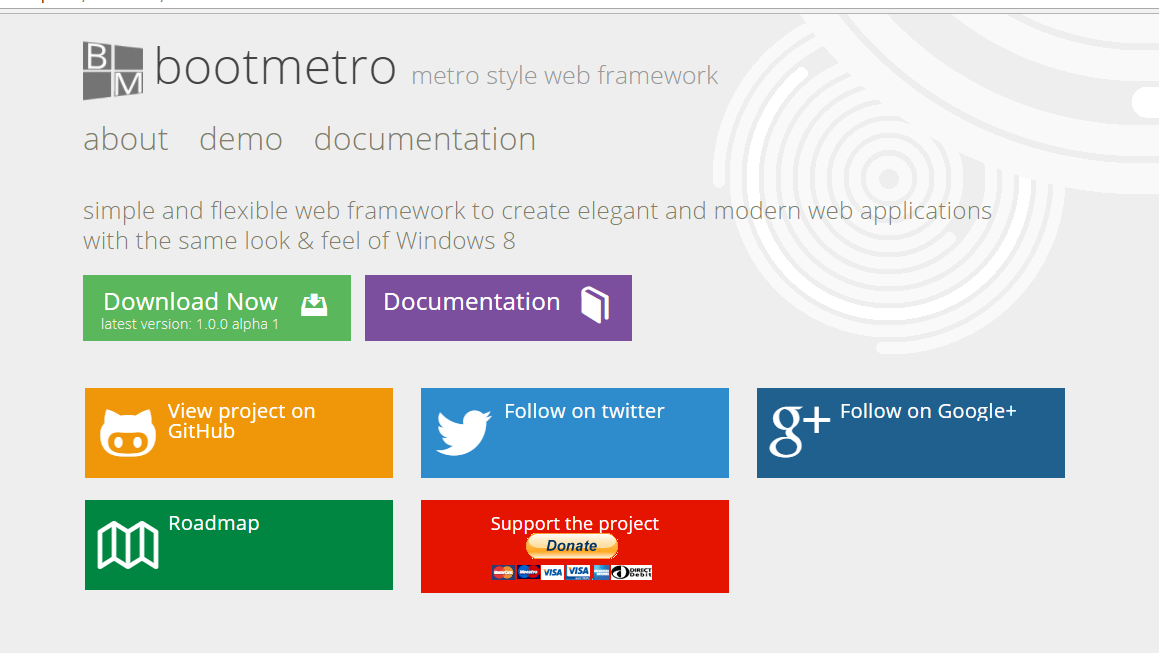 B
M
bootmetro metro style web framework
about demo documentation
simple and flexible web framework to create elegant and modern web applications
with the same look & feel of Windows 8
Download Now
latest version: 1.0.0 alpha 1
Documentation
View project on
GitHub
Follow on twitter
g+ Follow on Google+
Roadmap
Support the project
Donate
MasterCard Maestro VISA VISA DIRECT
Debit